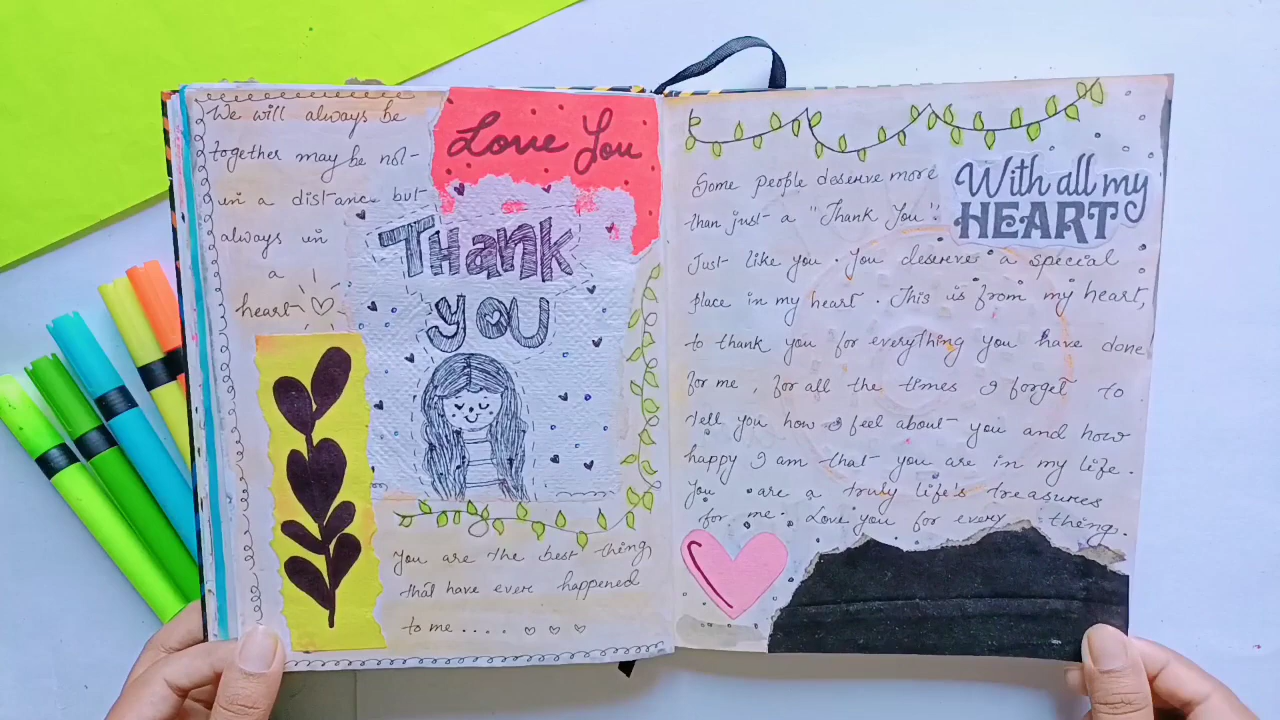 We will always be
together may be not
in a distance but
always in
a
heart
Love You
Thank
you
You are the best thing
that have ever happened
to me . . . .
With all my
HEART
Some people deserve more
than just a "Thank You".
Just like you. You deserves a special
place in my heart. This is from my heart,
to thank you for everything you have done
for me, for all the times I forget to
tell you how I feel about you and how
happy I am that you are in my life.
You are a truly life's treasures
for me. Love you for every thing.